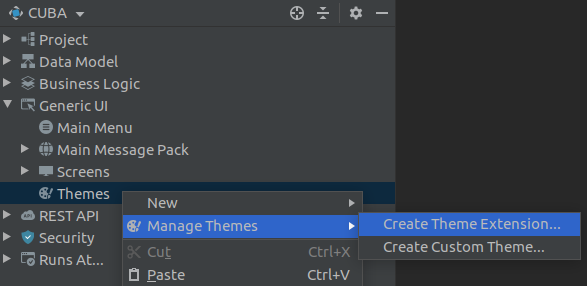 CUBA
Project
Data Model
Business Logic
Generic UI
Main Menu
Main Message Pack
Screens
Themes
New
REST API
Manage Themes
Create Theme Extension...
Security
Cut Ctrl+X
Create Custom Theme...
Runs At...
Paste Ctrl+V